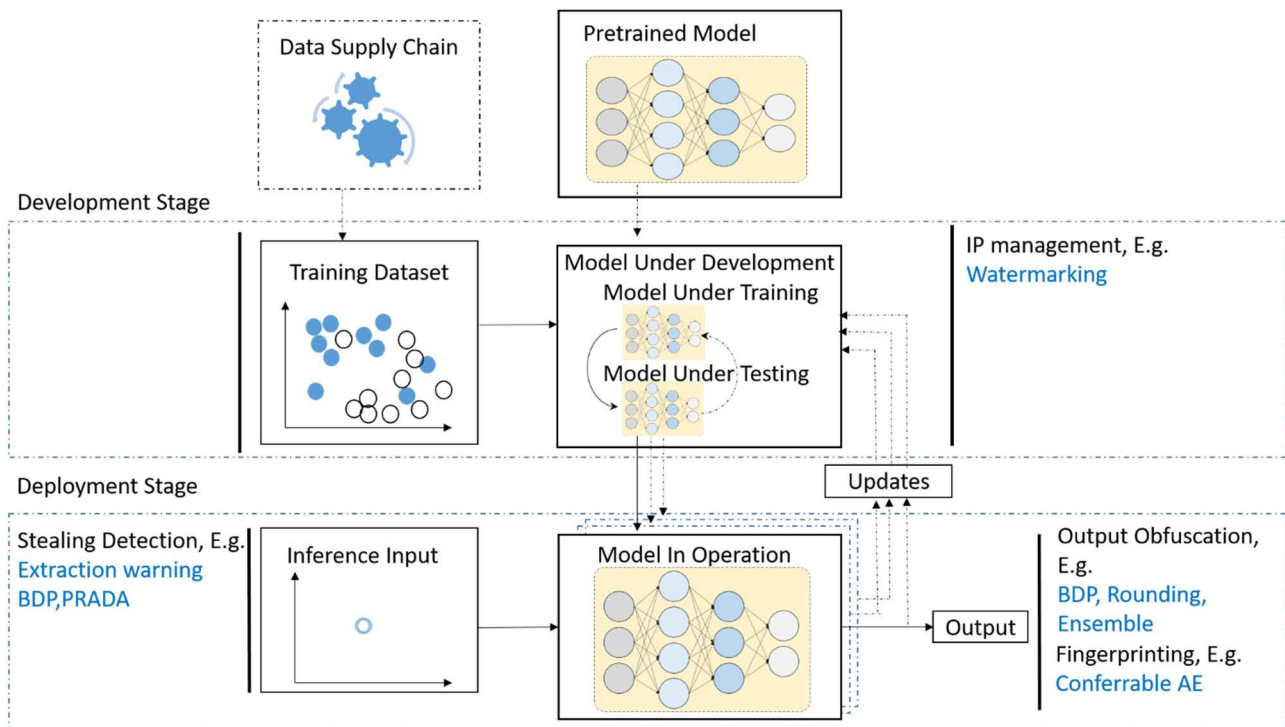 Data Supply Chain
Pretrained Model
Development Stage
Training Dataset
Model Under Development
Model Under Training
Model Under Testing
IP management, E.g.
Watermarking
Deployment Stage
Updates
Stealing Detection, E.g.
Extraction warning
BDP,PRADA
Inference Input
Model In Operation
Output
Output Obfuscation,
E.g.
BDP, Rounding,
Ensemble
Fingerprinting, E.g.
Conferrable AE